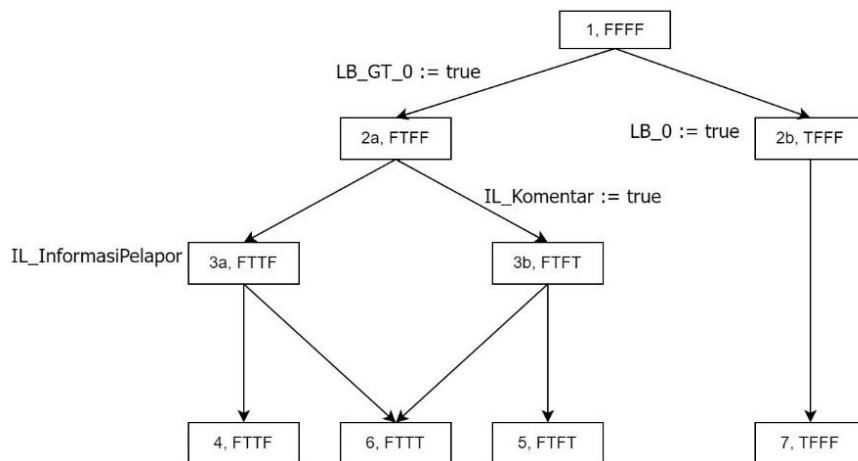 1, FFFF
LB_GT_0 := true
2a, FTFF
LB_0 := true
2b, TFFF
IL_Komentar := true
IL_InformasiPelapor
3a, FTTF
3b, FTFT
4, FTTF
6, FTTT
5, FTFT
7, TFFF